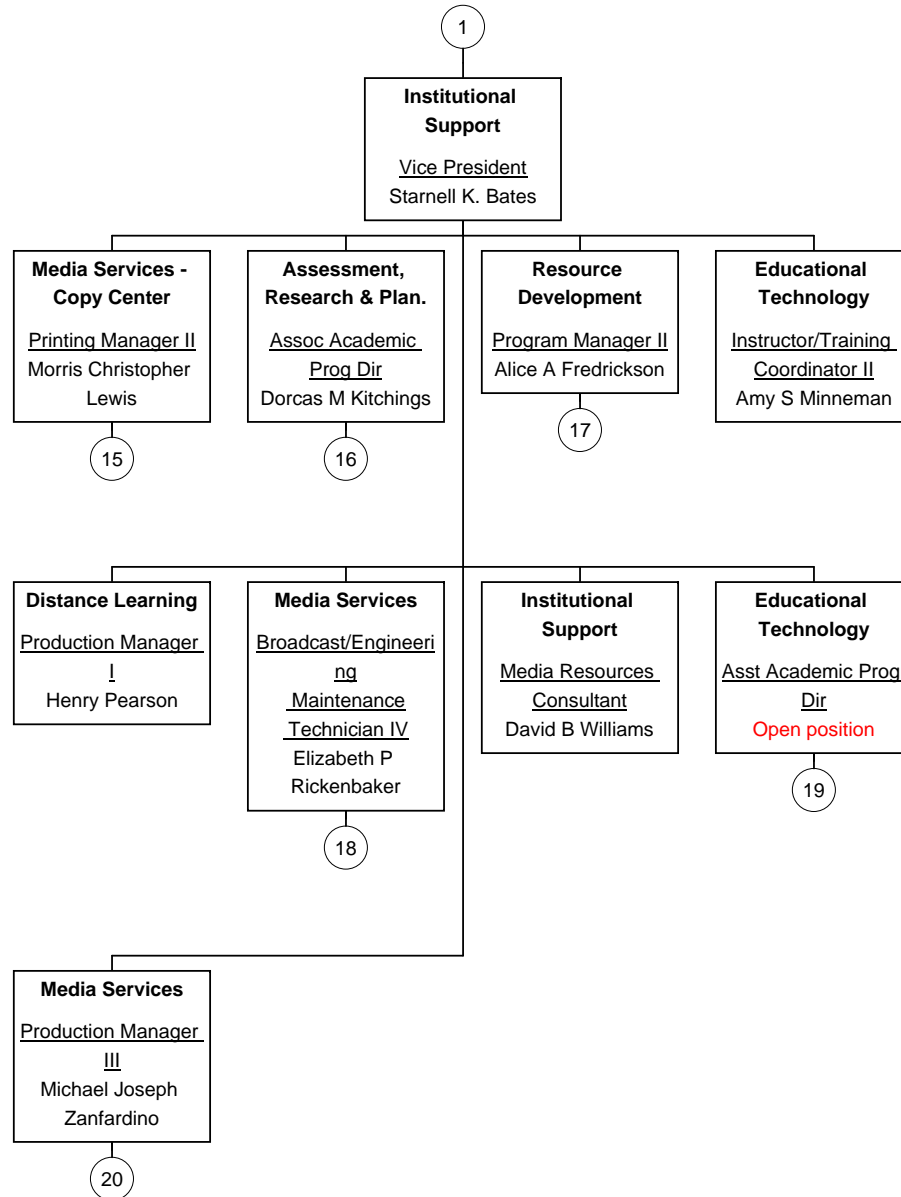 1
Institutional
Support
Vice President
Starnell K. Bates
Media Services -
Copy Center
Printing Manager II
Morris Christopher
Lewis
15
Assessment,
Research & Plan.
Assoc Academic
Prog Dir
Dorcas M Kitchings
16
Resource
Development
Program Manager II
Alice A Fredrickson
17
Educational
Technology
Instructor/Training
Coordinator II
Amy S Minneman
Distance Learning
Production Manager
I
Henry Pearson
Media Services
Broadcast/Engineeri
ng
Maintenance
Technician IV
Elizabeth P
Rickenbaker
18
Institutional
Support
Media Resources
Consultant
David B Williams
Educational
Technology
Asst Academic Prog
Dir
Open position
19
Media Services
Production Manager
III
Michael Joseph
Zanfardino
20